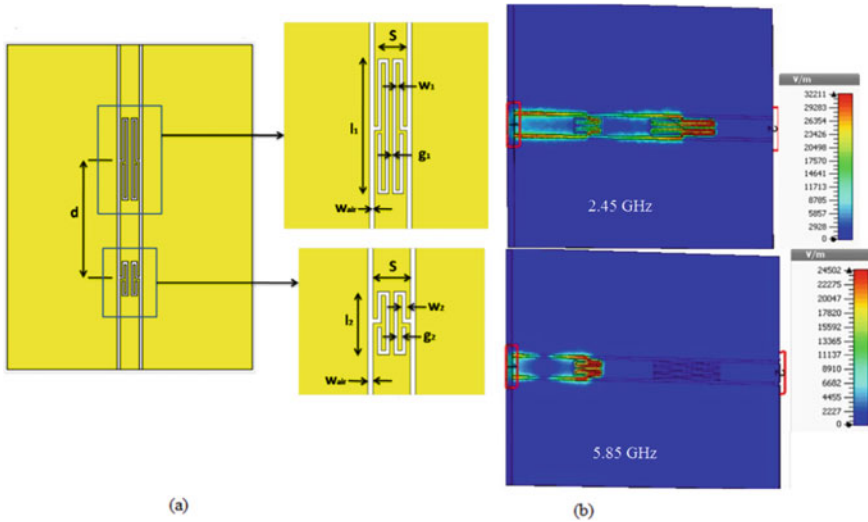 d
S
w1
l1
g1
Wair
S
w2
l2
g2
Wair
(a)
V/m
32211
29283
26354
23426
20498
17570
14641
11713
8785
5857
2928
0
2.45 GHz
V/m
24502
22275
20047
17820
15592
13365
11137
8910
6682
4455
2227
0
5.85 GHz
(b)